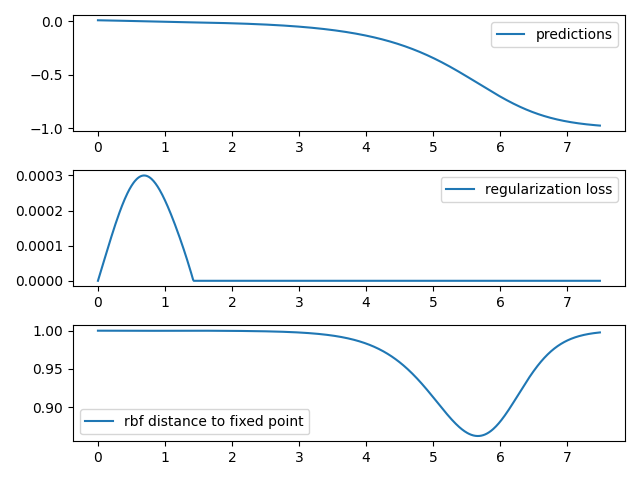 0.0
−0.5
−1.0
predictions
0 1 2 3 4 5 6 7
0.0003
0.0002
0.0001
0.0000
regularization loss
0 1 2 3 4 5 6 7
1.00
0.95
0.90
rbf distance to fixed point
0 1 2 3 4 5 6 7